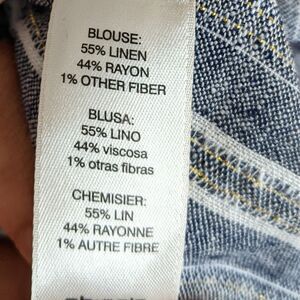 BLOUSE:
55% LINEN
44% RAYON
1% OTHER FIBER
BLUSA:
55% LINO
44% viscosa
1% otras fibras
CHEMISIER:
55% LIN
44% RAYONNE
1% AUTRE FIBRE